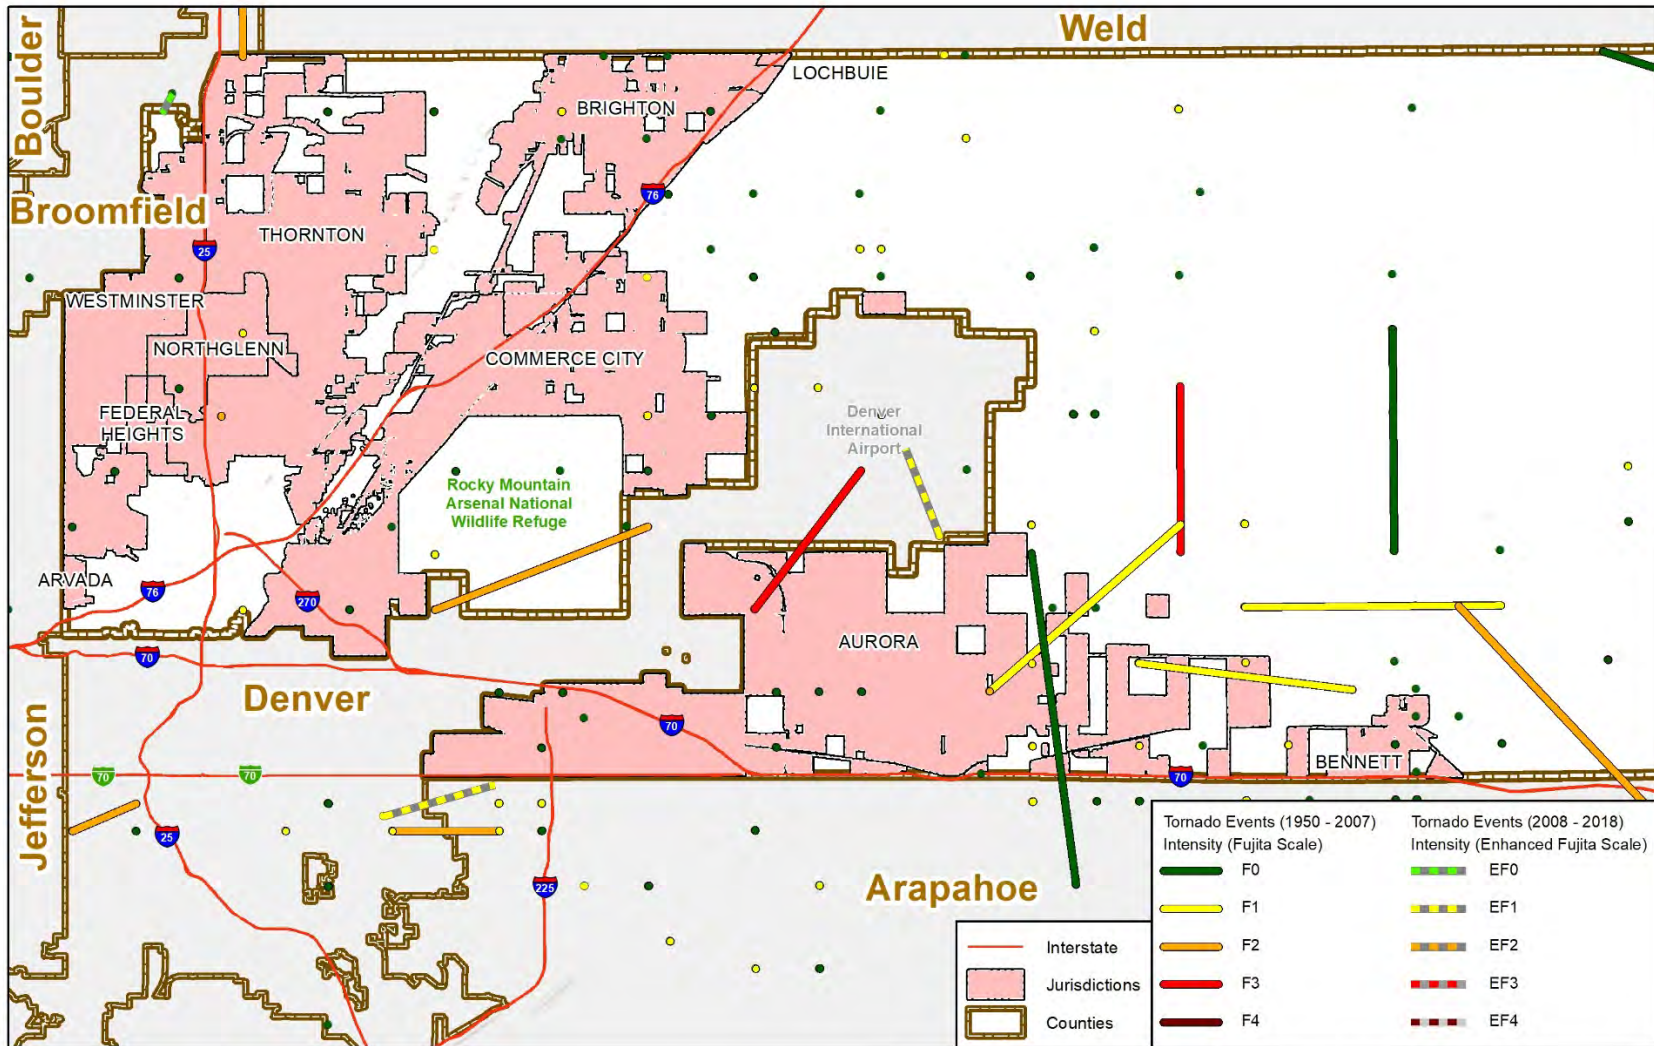 Weld
Boulder
LOCHBUIE
BRIGHTON
76
Broomfield
THORNTON
25
WESTMINSTER
NORTHGLENN
COMMERCE CITY
FEDERAL
HEIGHTS
Denver
International
Airport
Rocky Mountain
Arsenal National
Wildlife Refuge
ARVADA
76
270
AURORA
70
Denver
70
Jefferson
70
70
70
BENNETT
25
225
Arapahoe
Interstate
Jurisdictions
Counties
Tornado Events (1950 - 2007)
Intensity (Fujita Scale)
F0
F1
F2
F3
F4
Tornado Events (2008 - 2018)
Intensity (Enhanced Fujita Scale)
EF0
EF1
EF2
EF3
EF4